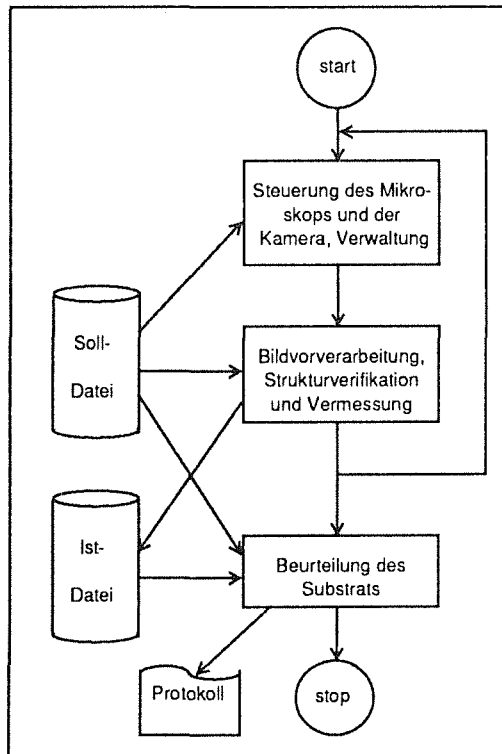 start
Steuerung des Mikro-
skops und der
Kamera, Verwaltung
Soll-
Datei
Bildvorverarbeitung,
Strukturverifikation
und Vermessung
Ist-
Datei
Beurteilung des
Substrats
Protokoll
stop